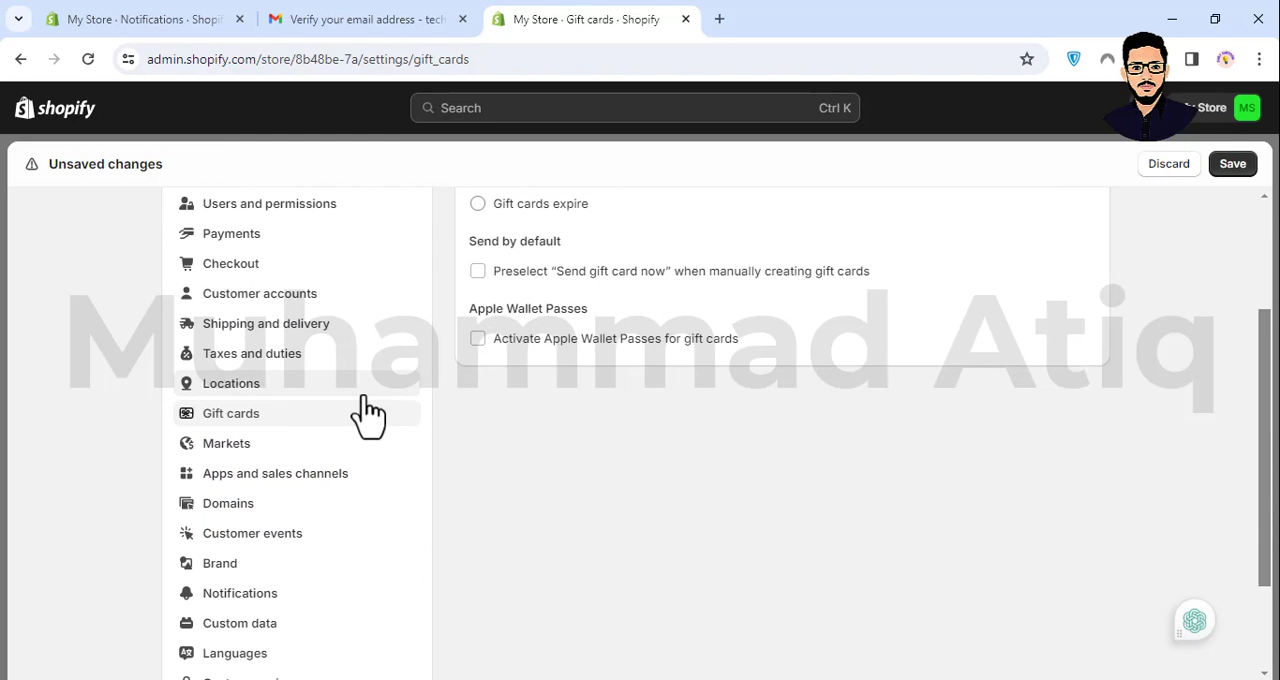 My Store · Notifications · Shopif
Verify your email address - tech
My Store · Gift cards · Shopify
admin.shopify.com/store/8b48be-7a/settings/gift_cards
shopify
Search
Ctrl K
Store
MS
Unsaved changes
Discard
Save
Users and permissions
Payments
Checkout
Customer accounts
Shipping and delivery
Taxes and duties
Locations
Gift cards
Markets
Apps and sales channels
Domains
Customer events
Brand
Notifications
Custom data
Languages
Gift cards expire
Send by default
Preselect “Send gift card now” when manually creating gift cards
Apple Wallet Passes
Activate Apple Wallet Passes for gift cards
Muhammad Atiq